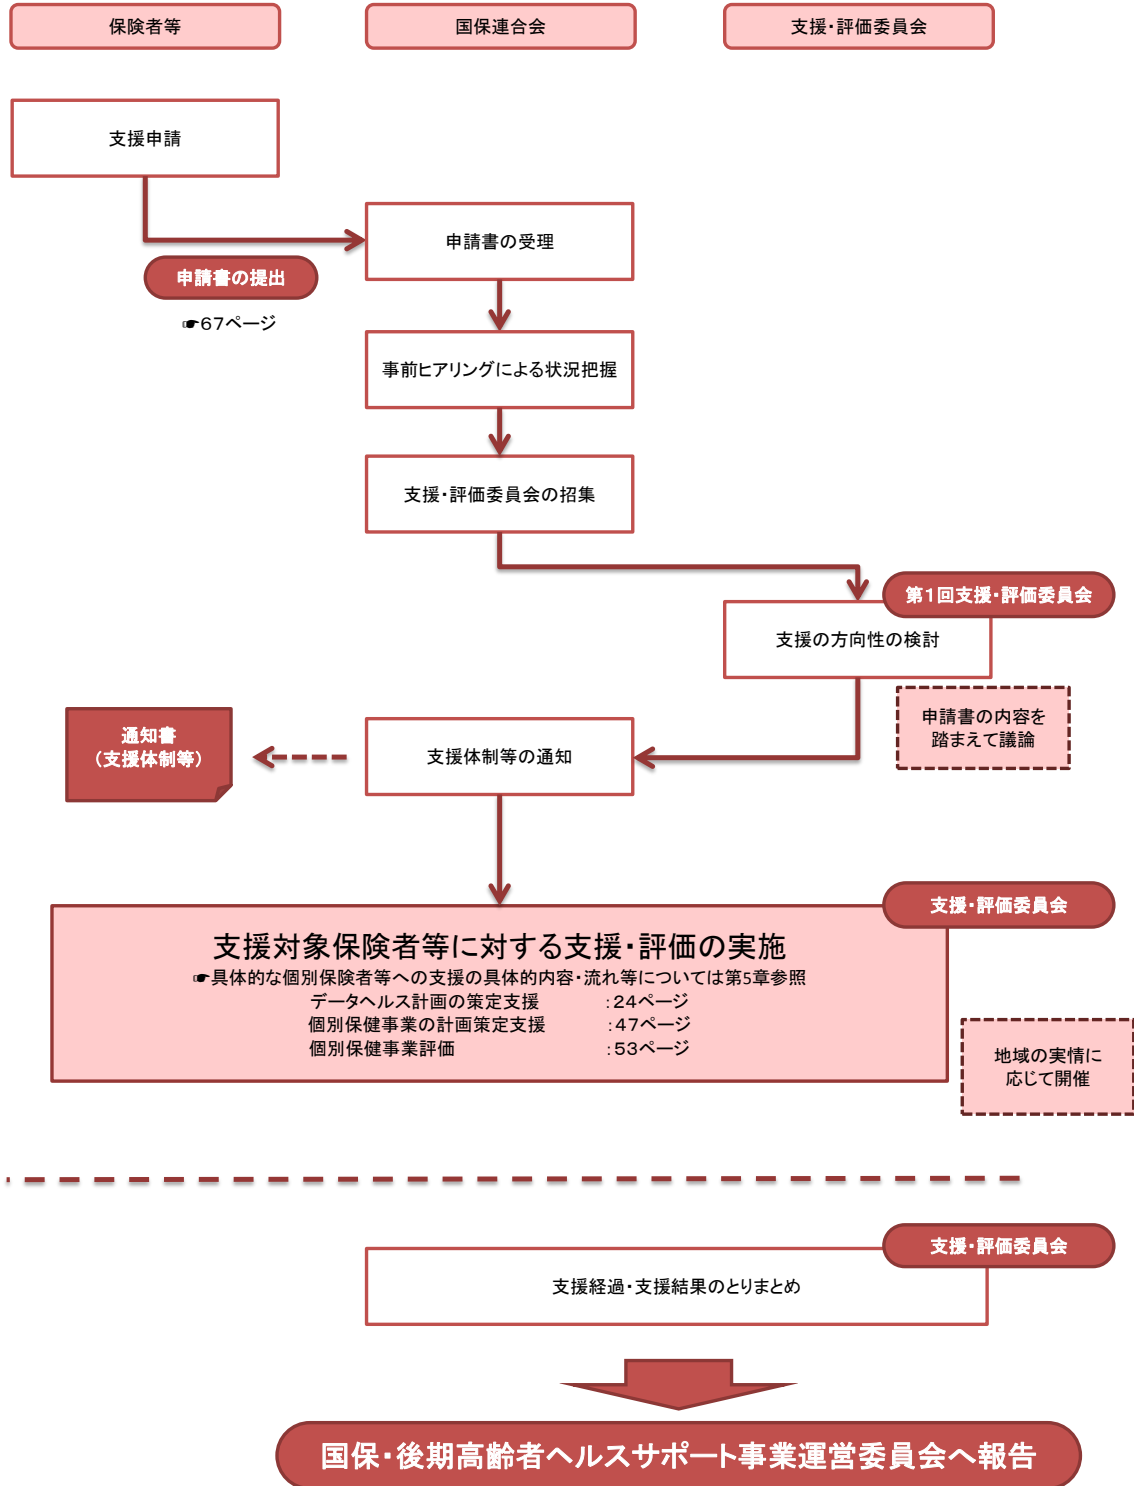 保険者等
国保連合会
支援・評価委員会
支援申請
申請書の受理
申請書の提出
☛67ページ
事前ヒアリングによる状況把握
支援・評価委員会の招集
第1回支援・評価委員会
支援の方向性の検討
申請書の内容を
踏まえて議論
通知書
（支援体制等）
支援体制等の通知
支援・評価委員会
支援対象保険者等に対する支援・評価の実施
☛具体的な個別保険者等への支援の具体的内容・流れ等については第5章参照
データヘルス計画の策定支援 :24ページ
個別保健事業の計画策定支援 :47ページ
個別保健事業評価 :53ページ
地域の実情に
応じて開催
支援・評価委員会
支援経過・支援結果のとりまとめ
国保・後期高齢者ヘルスサポート事業運営委員会へ報告